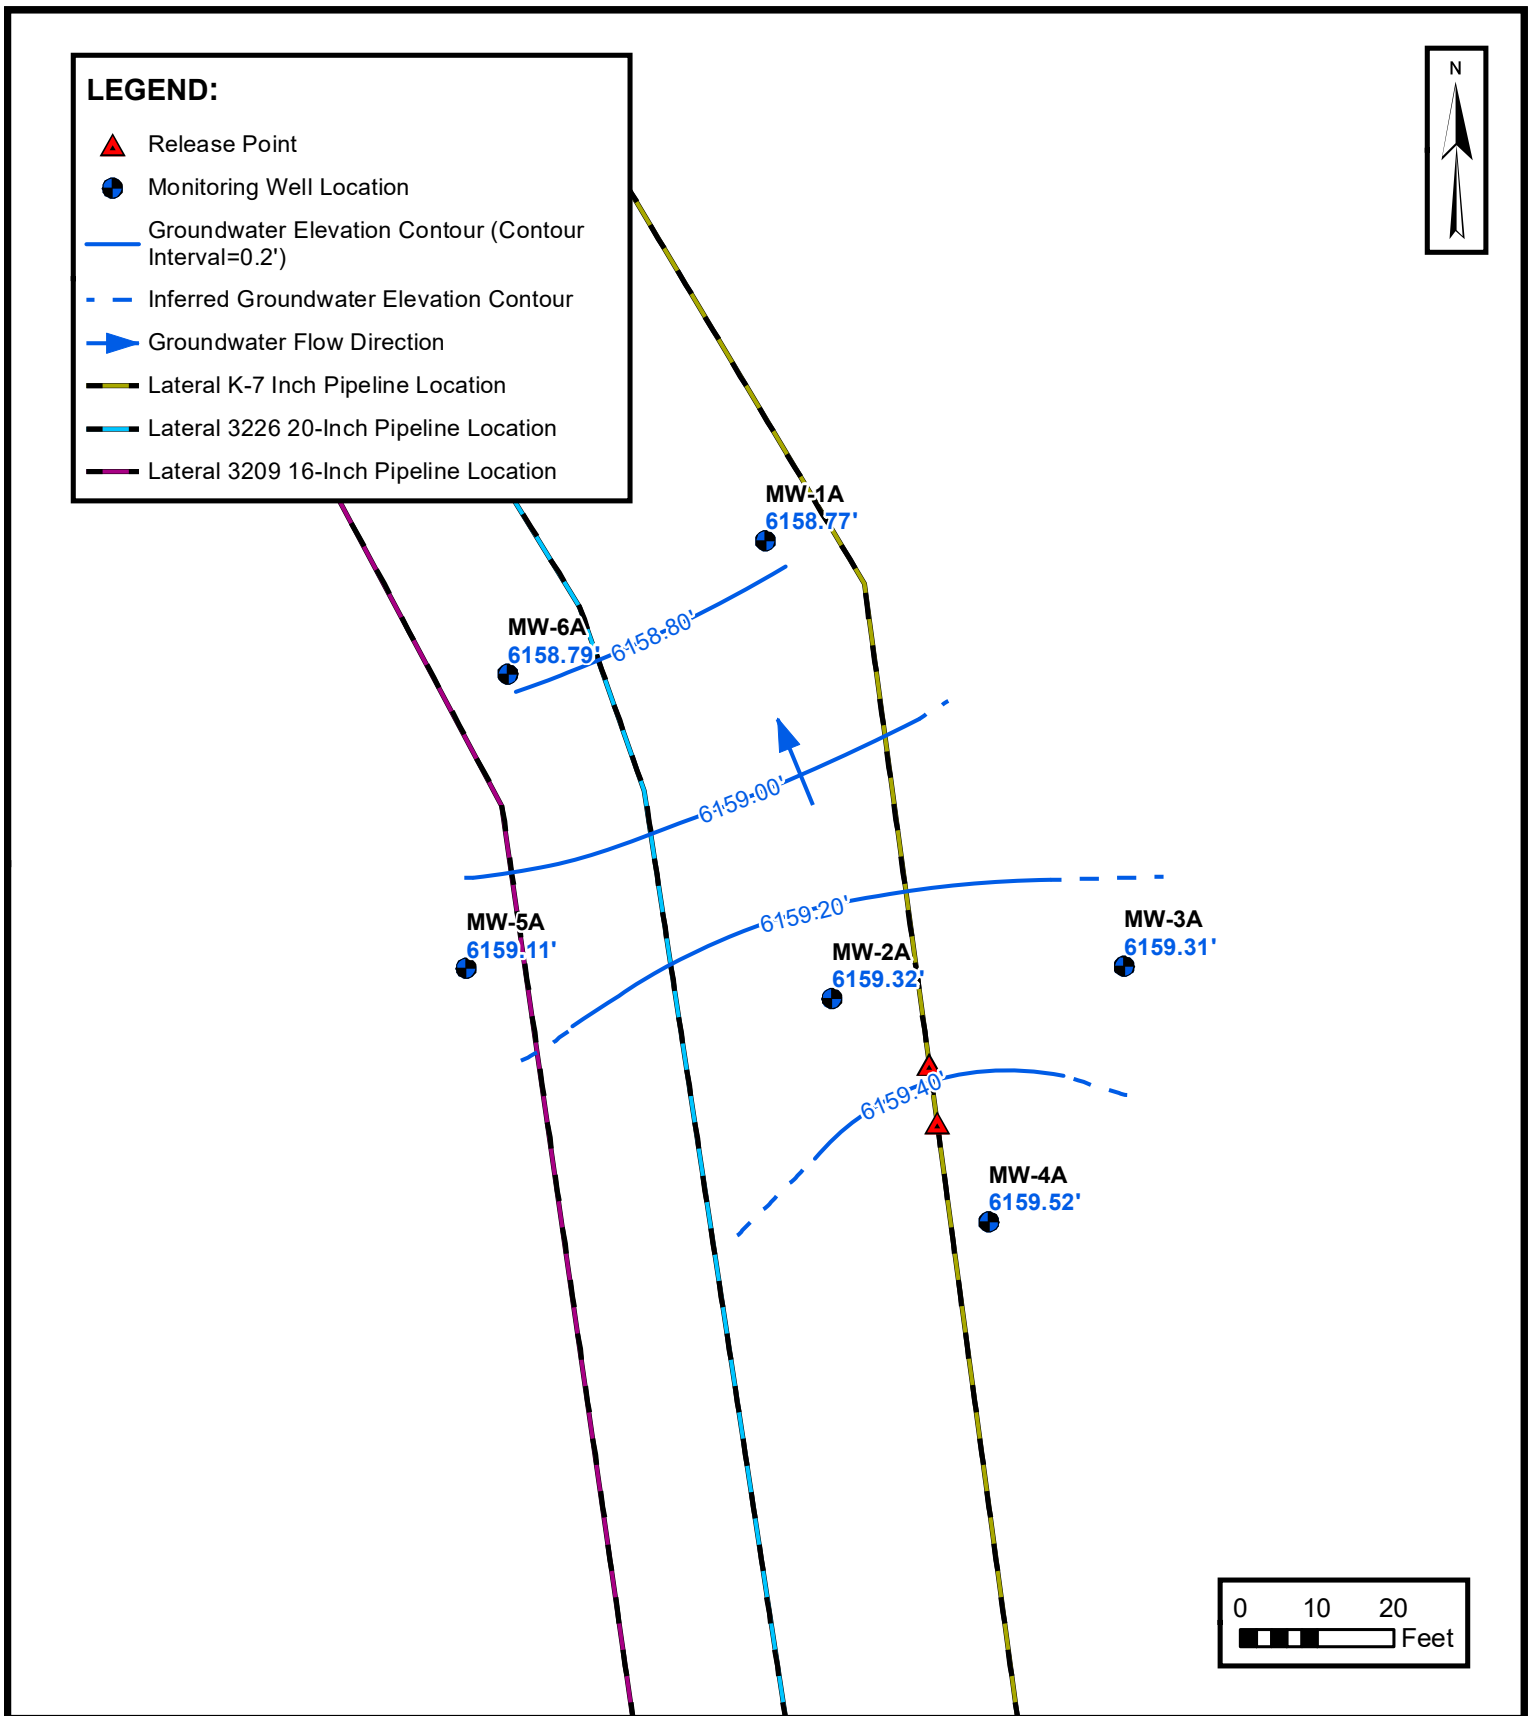 LEGEND:
Release Point
Monitoring Well Location
Groundwater Elevation Contour (Contour
Interval=0.2')
Inferred Groundwater Elevation Contour
Groundwater Flow Direction
Lateral K-7 Inch Pipeline Location
Lateral 3226 20-Inch Pipeline Location
Lateral 3209 16-Inch Pipeline Location
N
MW-1A
6158.77'
MW-6A
6158.79'
6158.80'
6159.00'
6159.20'
MW-5A
6159.11'
MW-3A
6159.31'
MW-2A
6159.32'
6159.40'
MW-4A
6159.52'
0 10 20
Feet